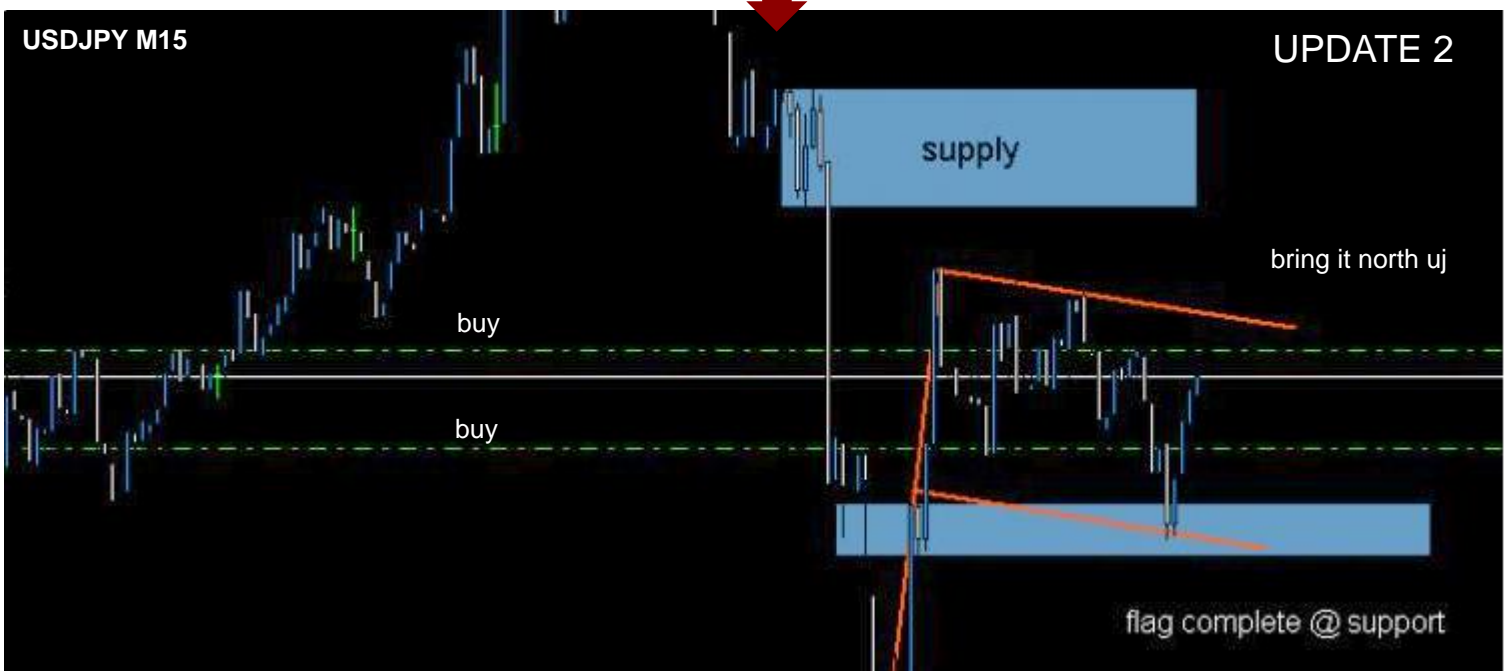 USDJPY M15
UPDATE 2
supply
bring it north uj
buy
buy
flag complete @ support